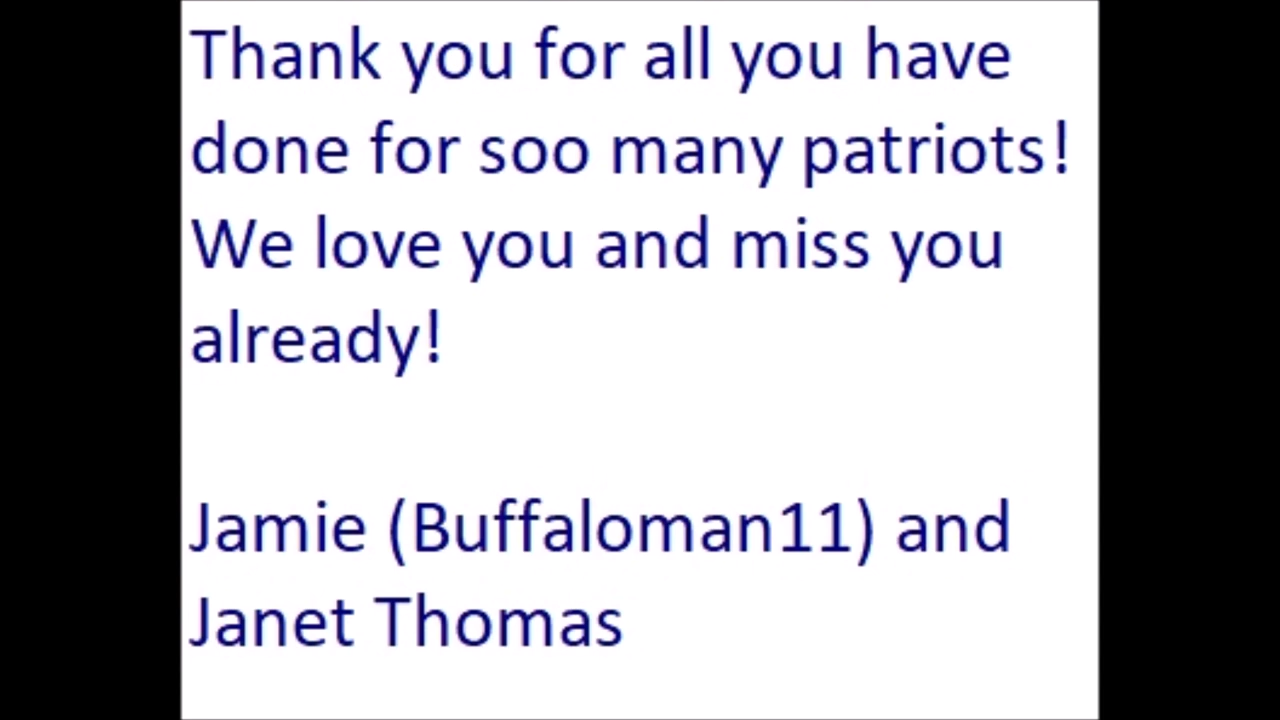 Thank you for all you have
done for soo many patriots!
We love you and miss you
already!
Jamie (Buffaloman11) and
Janet Thomas